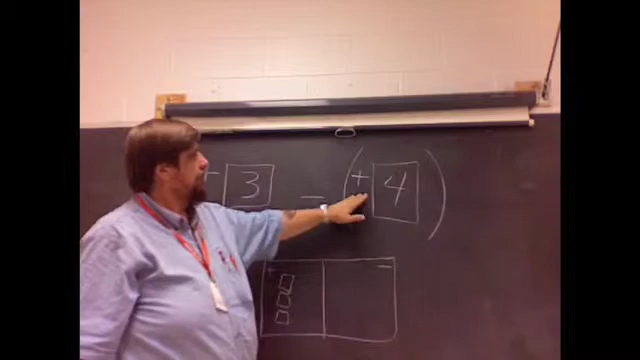 3 - (+ 4)
+ -